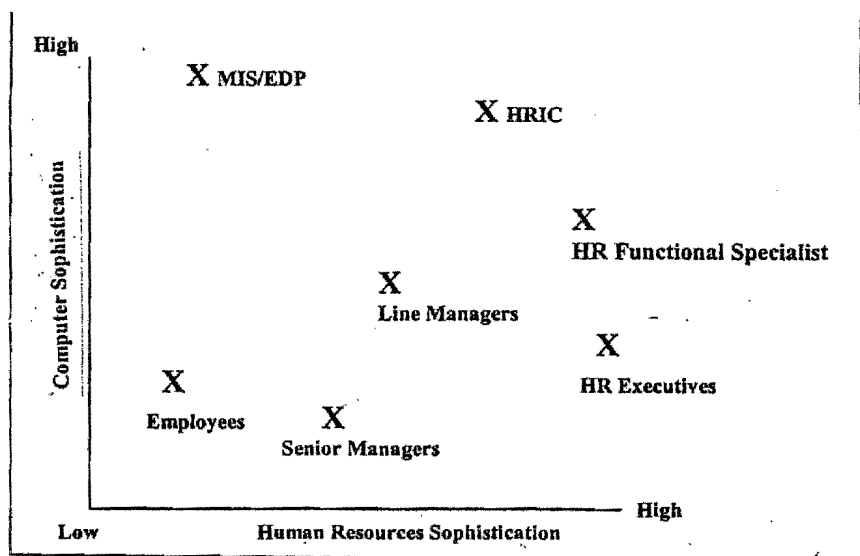 High
X MIS/EDP
X HRIC
X
HR Functional Specialist
X
Line Managers
X
HR Executives
X
Employees
X
Senior Managers
Computer Sophistication
High
Low
Human Resources Sophistication